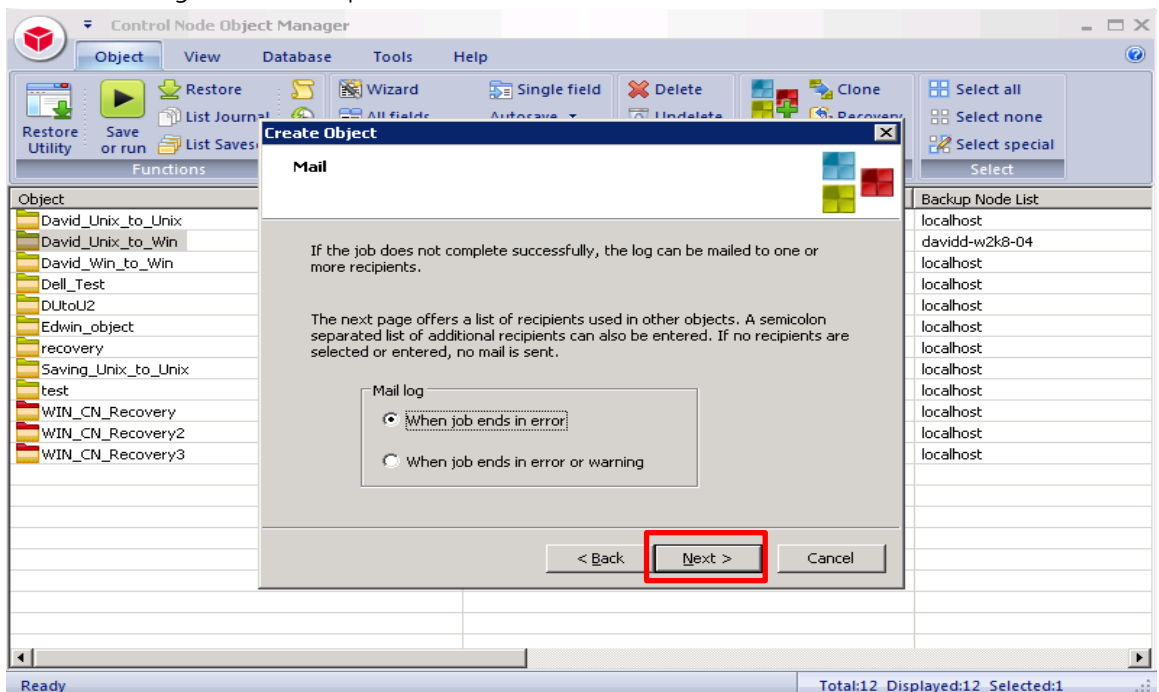 Control Node Object Manager
Object View Database Tools Help
Restore Wizard Single field Delete Clone Select all
List Journal All fields Autosave Undelete Recovery Select none
Restore Utility Save or run List Saves Select special
Functions Select
Create Object
Mail
If the job does not complete successfully, the log can be mailed to one or
more recipients.
The next page offers a list of recipients used in other objects. A semicolon
separated list of additional recipients can also be entered. If no recipients are
selected or entered, no mail is sent.
Mail log
When job ends in error
When job ends in error or warning
< Back Next > Cancel
Object Backup Node List
David_Unix_to_Unix localhost
David_Unix_to_Win davidd-w2k8-04
David_Win_to_Win localhost
Dell_Test localhost
DUtoU2 localhost
Edwin_object localhost
recovery localhost
Saving_Unix_to_Unix localhost
test localhost
WIN_CN_Recovery localhost
WIN_CN_Recovery2 localhost
WIN_CN_Recovery3 localhost
Ready Total:12 Displayed:12 Selected:1